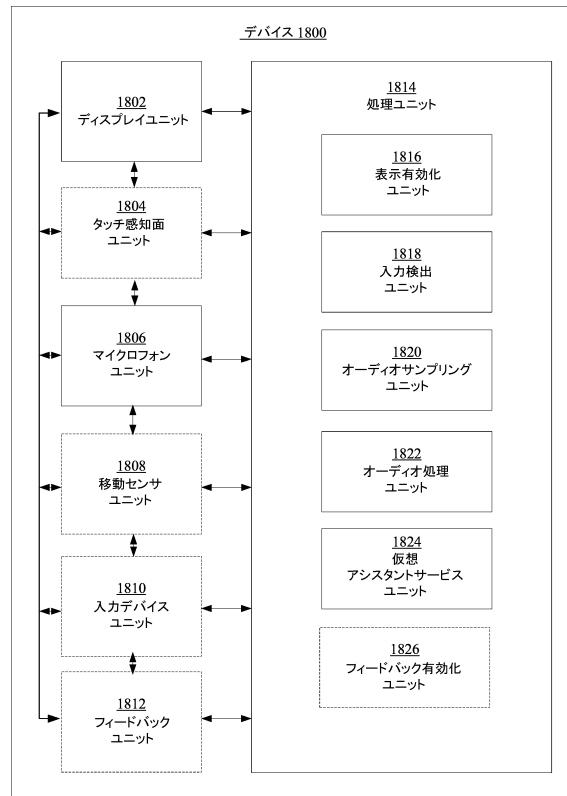 デバイス 1800
1802
ディスプレイユニット
1804
タッチ感知面
ユニット
1806
マイクロフォン
ユニット
1808
移動センサ
ユニット
1810
入力デバイス
ユニット
1812
フィードバック
ユニット
1814
処理ユニット
1816
表示有効化
ユニット
1818
入力検出
ユニット
1820
オーディオサンプリング
ユニット
1822
オーディオ処理
ユニット
1824
仮想
アシスタントサービス
ユニット
1826
フィードバック有効化
ユニット